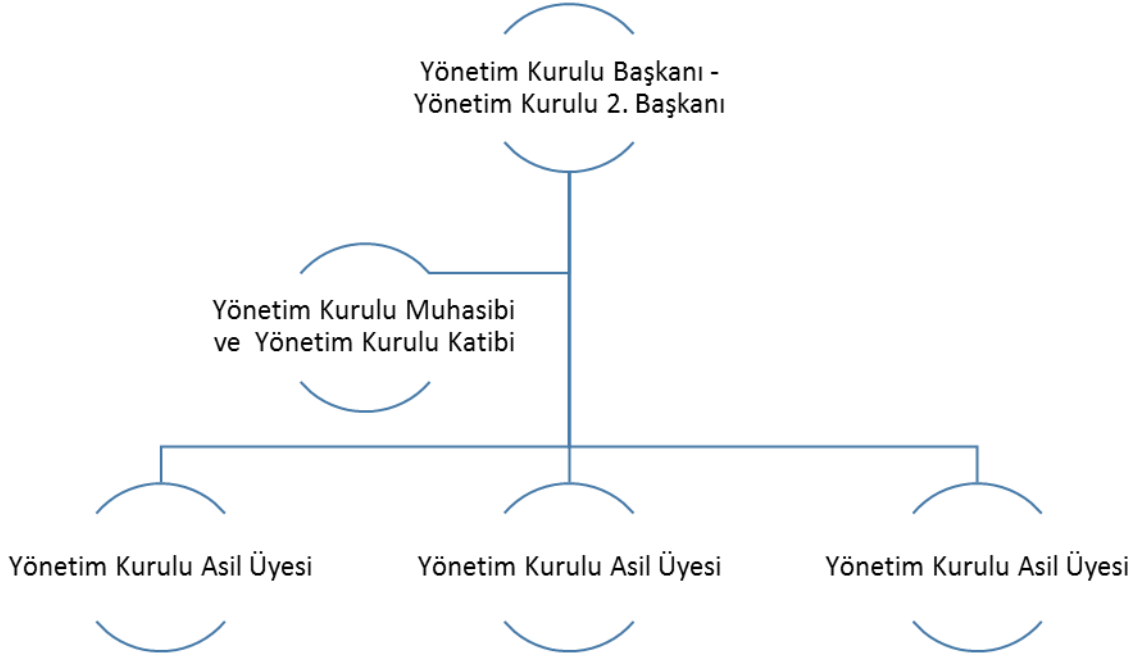 Yönetim Kurulu Başkanı -
Yönetim Kurulu 2. Başkanı
Yönetim Kurulu Muhasibi
ve Yönetim Kurulu Katibi
Yönetim Kurulu Asil Üyesi
Yönetim Kurulu Asil Üyesi
Yönetim Kurulu Asil Üyesi